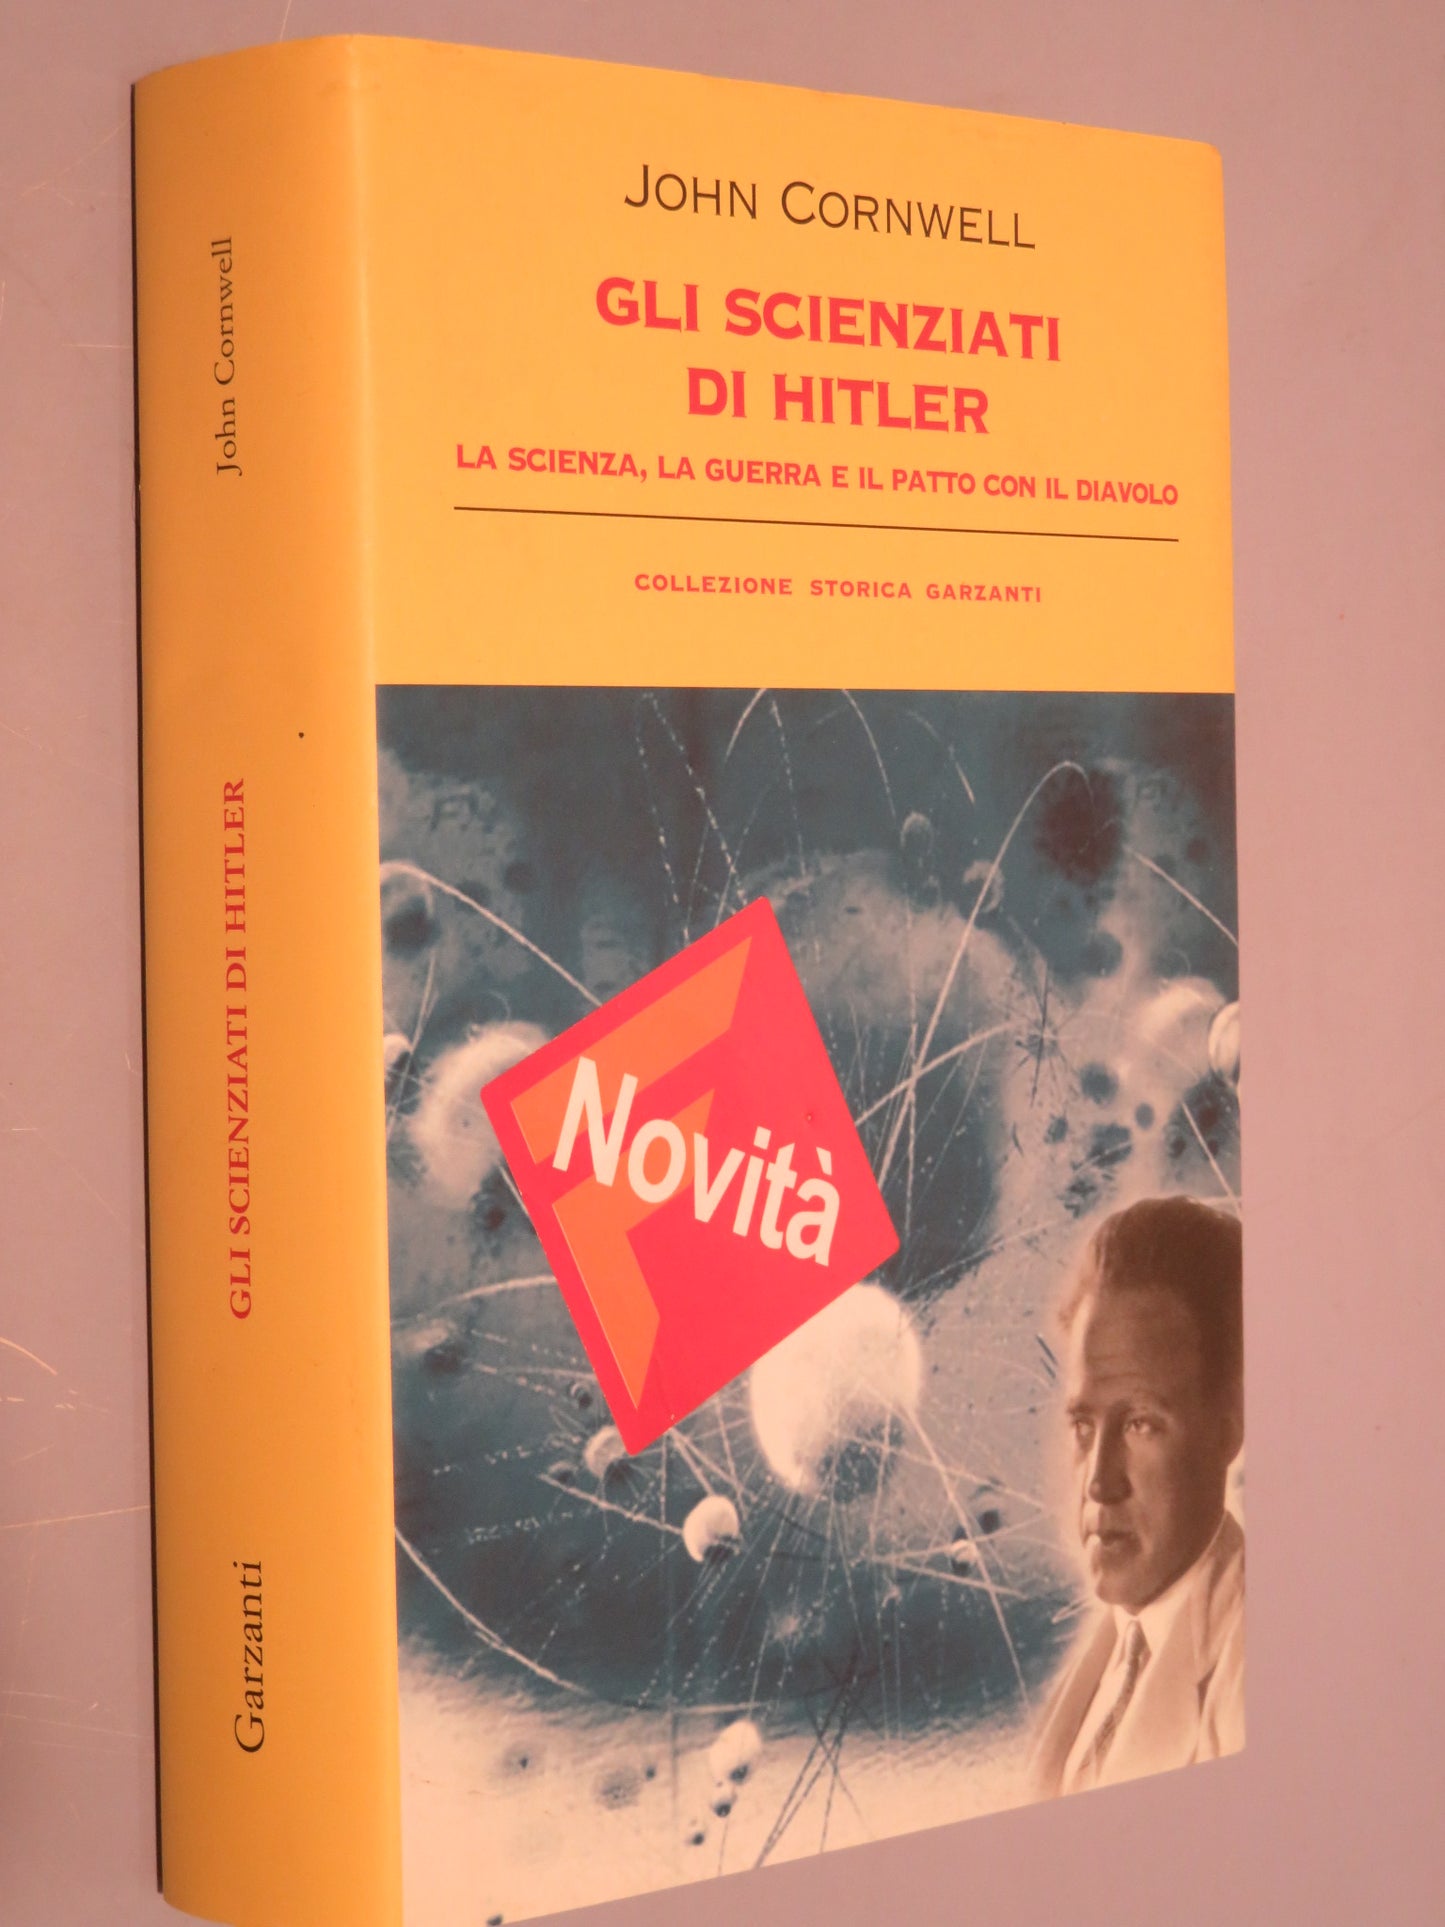 JOHN CORNWELL
GLI SCIENZIATI
DI HITLER
LA SCIENZA, LA GUERRA E IL PATTO CON IL DIAVOLO
COLLEZIONE STORICA GARZANTI
Novità
John Cornwell
GLI SCIENZIATI DI HITLER
Garzanti